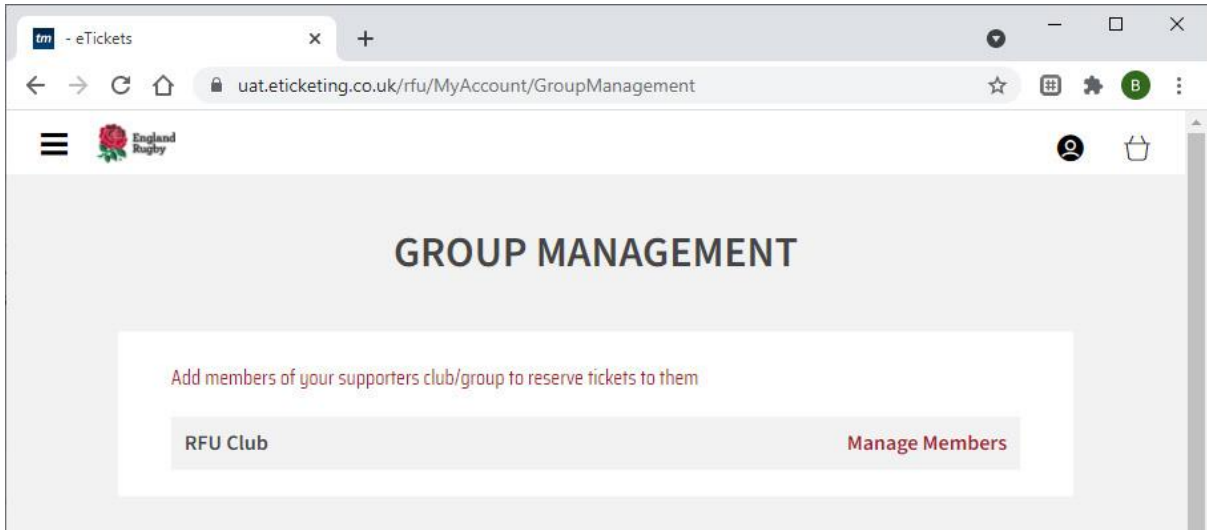 tm - eTickets
uat.eticketing.co.uk/rfu/MyAccount/GroupManagement
B
England
Rugby
GROUP MANAGEMENT
Add members of your supporters club/group to reserve tickets to them
RFU Club Manage Members